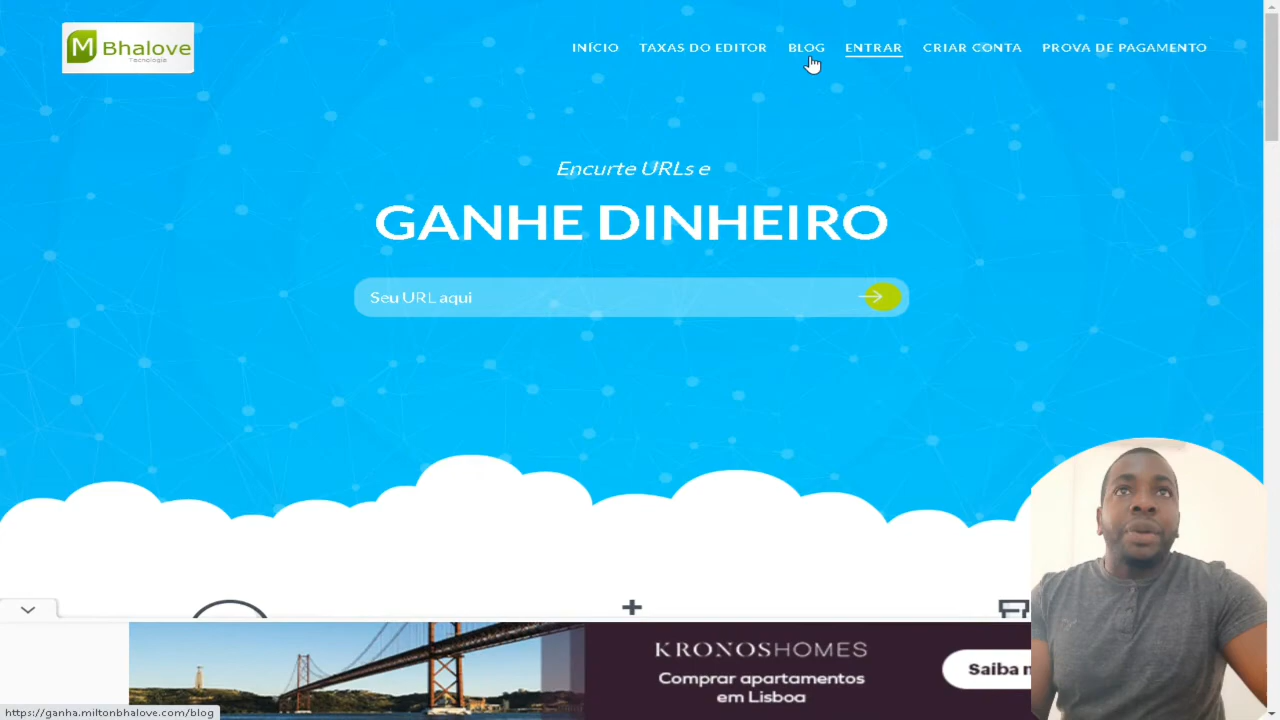 M Bhalove
Tecnologia
INÍCIO TAXAS DO EDITOR BLOG ENTRAR CRIAR CONTA PROVA DE PAGAMENTO
Encurte URLs e
GANHE DINHEIRO
Seu URL aqui
KRONOSHOMES
Comprar apartamentos
em Lisboa
Saiba
https://ganha.miltonbhalove.com/blog